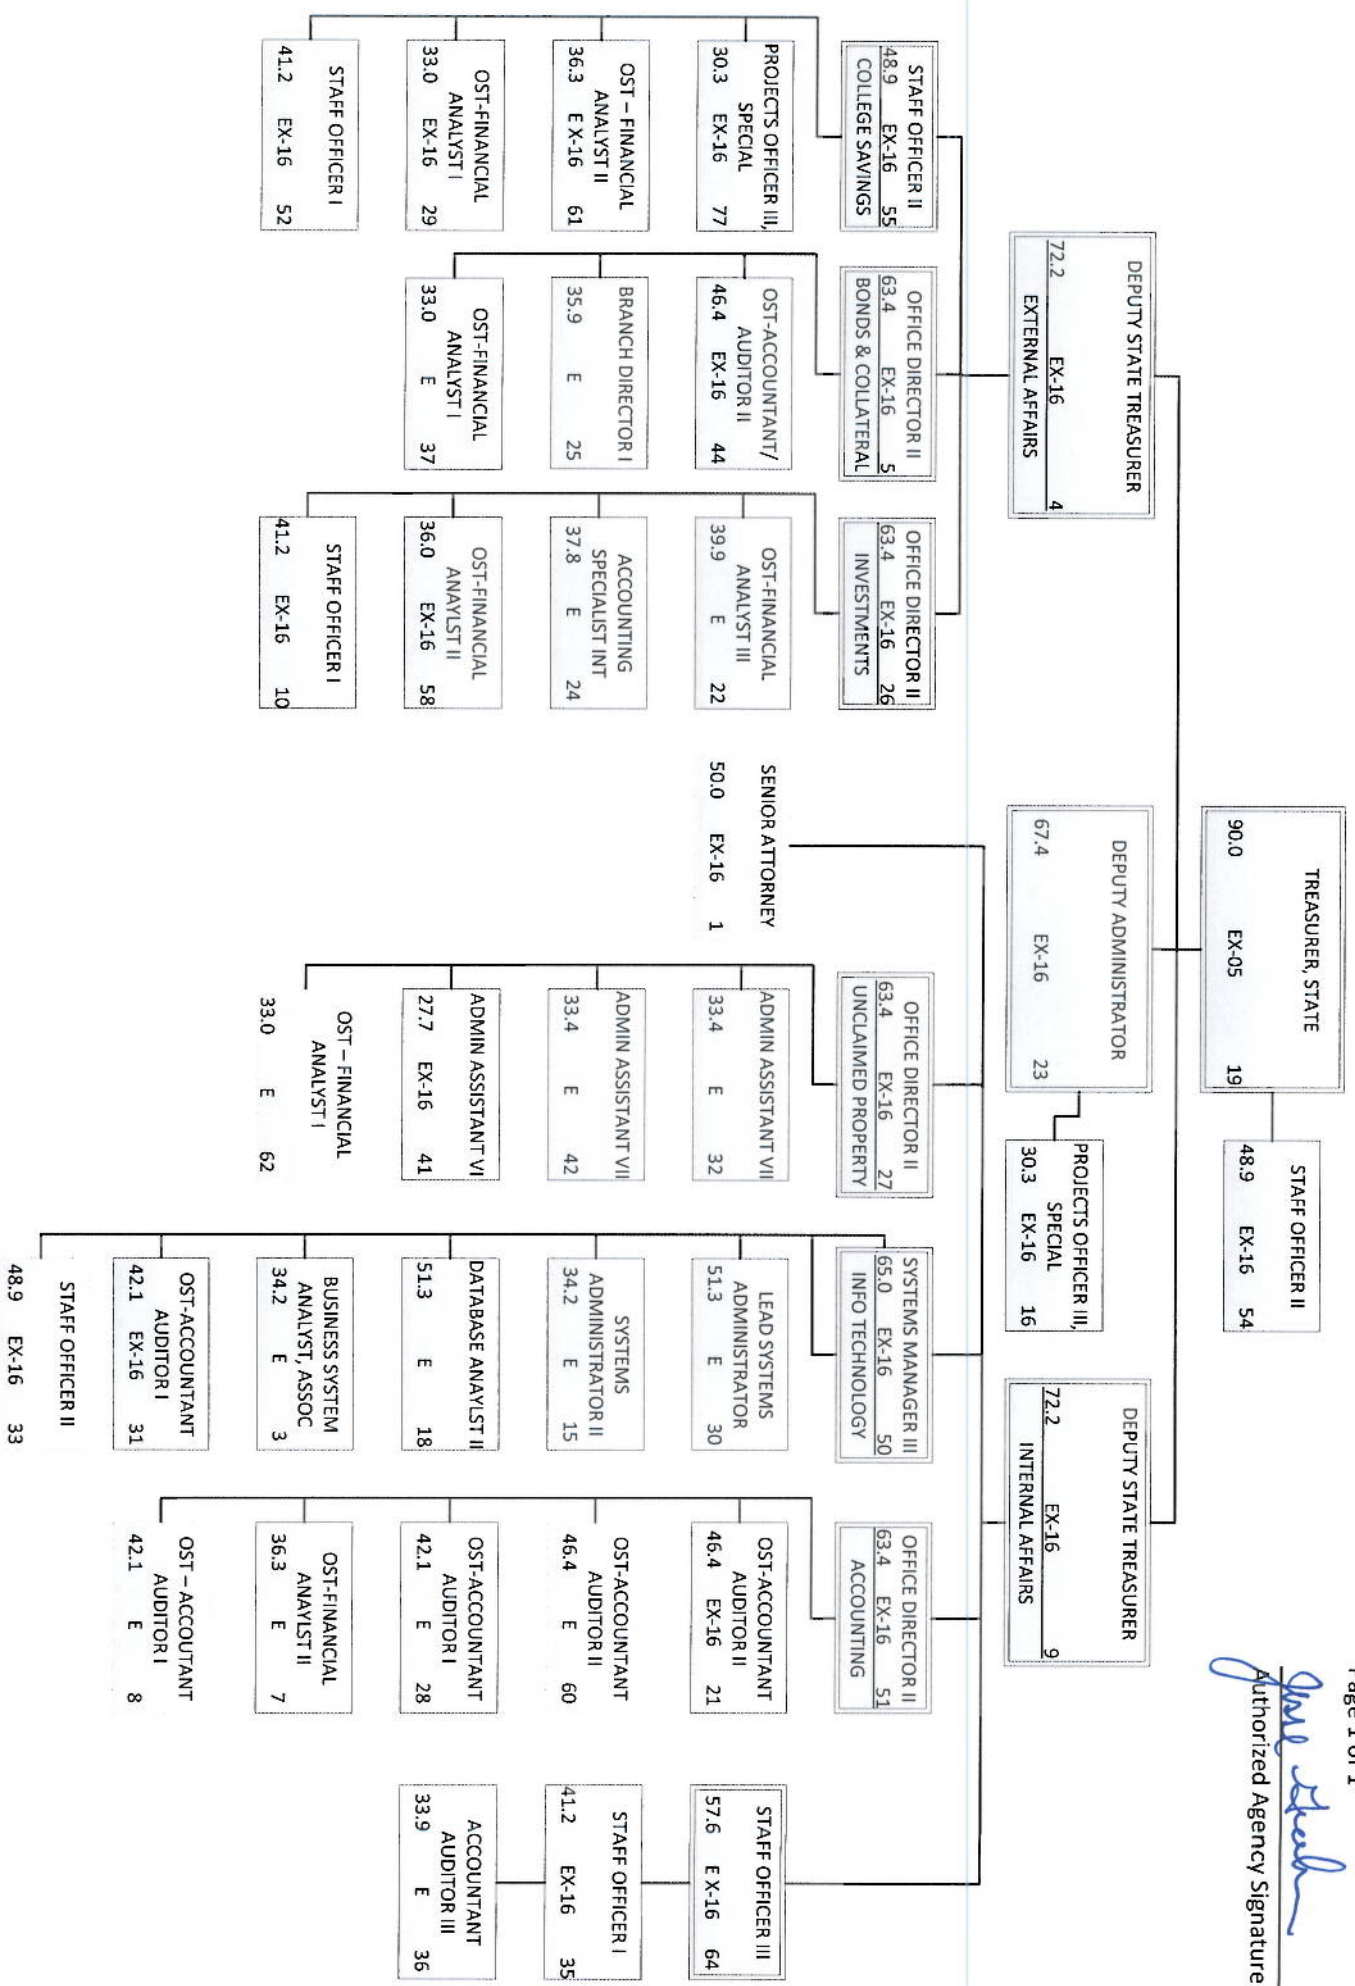 Page 1 of 1
Authorized Agency Signature
TREASURER, STATE
90.0 EX-05 19
STAFF OFFICER II
48.9 EX-16 54
DEPUTY STATE TREASURER
72.2 EX-16 4
EXTERNAL AFFAIRS
DEPUTY ADMINISTRATOR
67.4 EX-16 23
PROJECTS OFFICER III,
SPECIAL
30.3 EX-16 16
DEPUTY STATE TREASURER
72.2 EX-16 9
INTERNAL AFFAIRS
STAFF OFFICER II
48.9 EX-16 55
COLLEGE SAVINGS
PROJECTS OFFICER III,
SPECIAL
30.3 EX-16 77
OST – FINANCIAL
ANALYST II
36.3 EX-16 61
OST-FINANCIAL
ANALYST I
33.0 EX-16 29
STAFF OFFICER I
41.2 EX-16 52
OFFICE DIRECTOR II
63.4 EX-16 5
BONDS & COLLATERAL
OST-ACCOUNTANT/
AUDITOR II
46.4 EX-16 44
BRANCH DIRECTOR I
35.9 E 25
OST-FINANCIAL
ANALYST I
33.0 E 37
OFFICE DIRECTOR II
63.4 EX-16 26
INVESTMENTS
OST-FINANCIAL
ANALYST III
39.9 E 22
ACCOUNTING
SPECIALIST INT
37.8 E 24
OST-FINANCIAL
ANAYLST II
36.0 EX-16 58
STAFF OFFICER I
41.2 EX-16 10
SENIOR ATTORNEY
50.0 EX-16 1
OFFICE DIRECTOR II
63.4 EX-16 27
UNCLAIMED PROPERTY
ADMIN ASSISTANT VII
33.4 E 32
ADMIN ASSISTANT VII
33.4 E 42
ADMIN ASSISTANT VI
27.7 EX-16 41
OST – FINANCIAL
ANALYST I
33.0 E 62
SYSTEMS MANAGER III
65.0 EX-16 50
INFO TECHNOLOGY
LEAD SYSTEMS
ADMINISTRATOR
51.3 E 30
SYSTEMS
ADMINISTRATOR II
34.2 E 15
DATABASE ANAYLST II
51.3 E 18
BUSINESS SYSTEM
ANALYST, ASSOC
34.2 E 3
OST-ACCOUNTANT
AUDITOR I
42.1 EX-16 31
STAFF OFFICER II
48.9 EX-16 33
OFFICE DIRECTOR II
63.4 EX-16 51
ACCOUNTING
OST-ACCOUNTANT
AUDITOR II
46.4 EX-16 21
OST-ACCOUNTANT
AUDITOR II
46.4 E 60
OST-ACCOUNTANT
AUDITOR I
42.1 E 28
OST-FINANCIAL
ANAYLST II
36.3 E 7
OST – ACCOUTANT
AUDITOR I
42.1 E 8
STAFF OFFICER III
57.6 EX-16 64
STAFF OFFICER I
41.2 EX-16 35
ACCOUNTANT
AUDITOR III
33.9 E 36